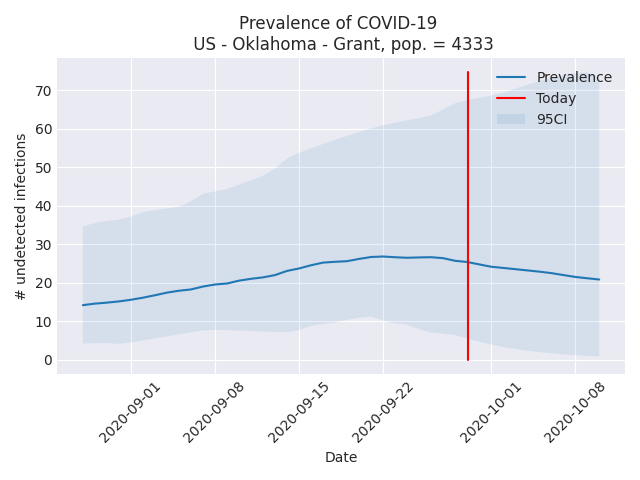 Prevalence of COVID-19
US - Oklahoma - Grant, pop. = 4333
Prevalence
Today
95CI
# undetected infections
70
60
50
40
30
20
10
0
2020-09-01
2020-09-08
2020-09-15
2020-09-22
2020-10-01
2020-10-08
Date